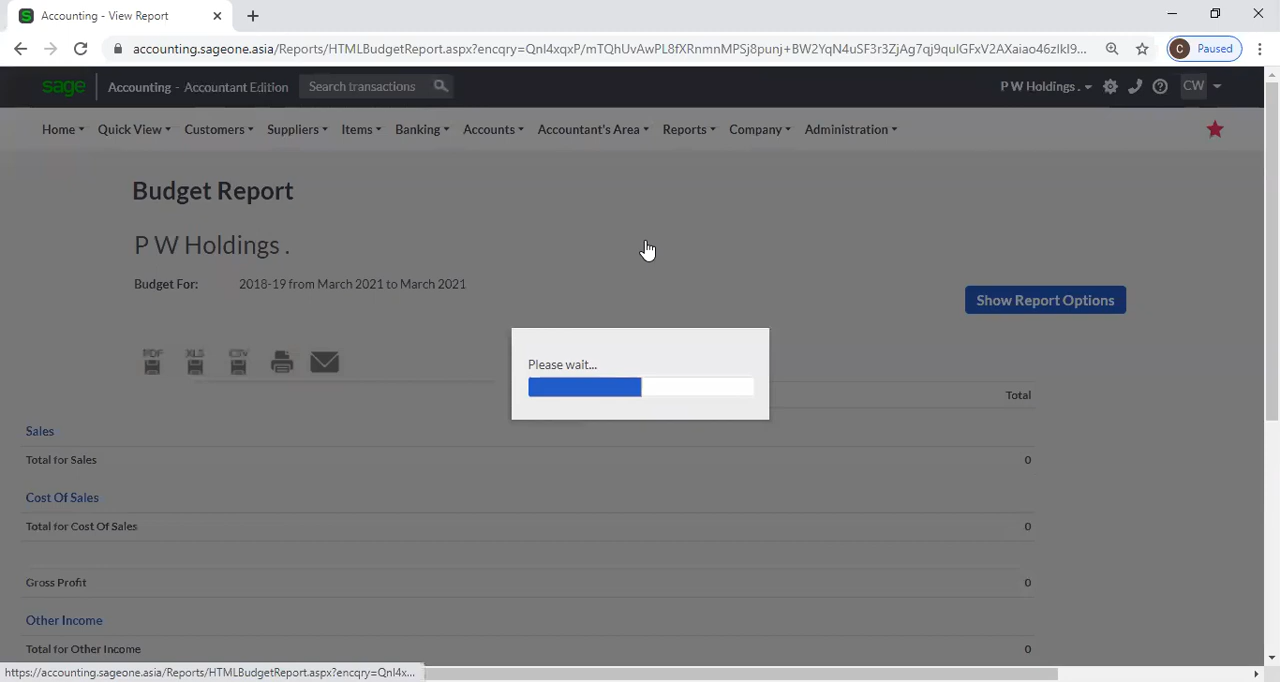 Accounting - View Report
accounting.sageone.asia/Reports/HTMLBudgetReport.aspx?encqry=QnI4xqxP/mTQhUvAwPL8fXRnmnMPSj8punj+BW2YqN4uSF3r3ZjAg7qj9quIGFxV2AXaiao46zIkI9...
C Paused
sage Accounting - Accountant Edition Search transactions P W Holdings . CW
Home Quick View Customers Suppliers Items Banking Accounts Accountant's Area Reports Company Administration
Budget Report
P W Holdings .
Budget For: 2018-19 from March 2021 to March 2021
Show Report Options
PDF XLS CSV
Please wait...
Total
Sales
Total for Sales 0
Cost Of Sales
Total for Cost Of Sales 0
Gross Profit 0
Other Income
Total for Other Income 0
https://accounting.sageone.asia/Reports/HTMLBudgetReport.aspx?encqry=QnI4x...